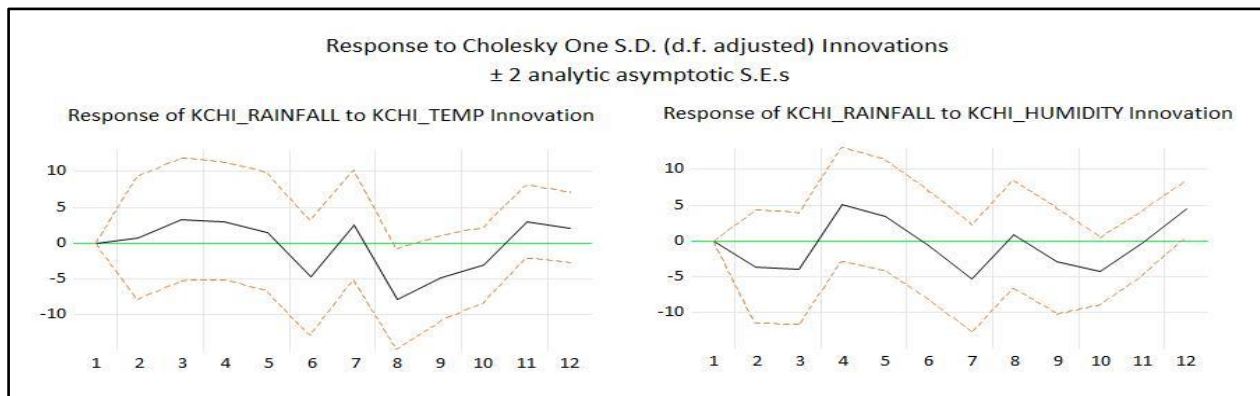 Response to Cholesky One S.D. (d.f. adjusted) Innovations
± 2 analytic asymptotic S.E.s
Response of KCHI_RAINFALL to KCHI_TEMP Innovation
10
5
0
-5
-10
1 2 3 4 5 6 7 8 9 10 11 12
Response of KCHI_RAINFALL to KCHI_HUMIDITY Innovation
10
5
0
-5
-10
1 2 3 4 5 6 7 8 9 10 11 12